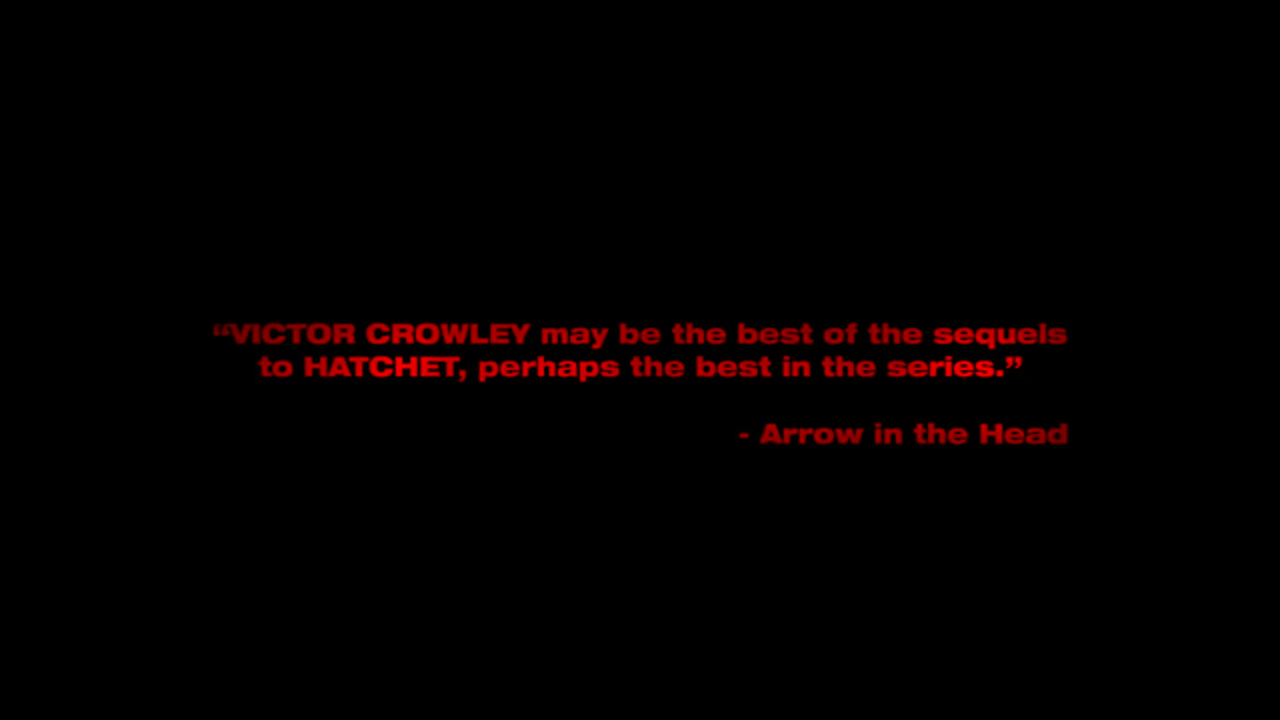 “VICTOR CROWLEY may be the best of the sequels
to HATCHET, perhaps the best in the series.”
- Arrow in the Head